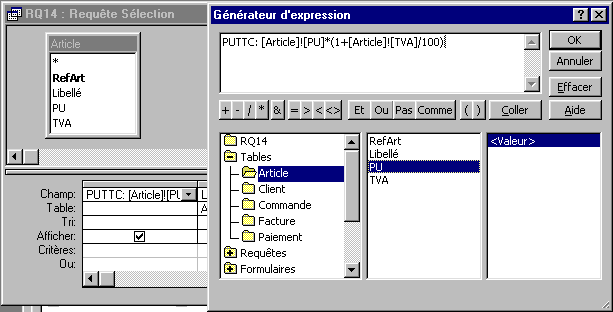 RQ14 : Requête Sélection
Article
*
RefArt
Libellé
PU
TVA
Champ: PUTTC: [Article]![PU
Table:
Tri:
Afficher:
Critères:
Ou:
Générateur d'expression
PUTTC: [Article]![PU]*(1+[Article]![TVA]/100)
OK
Annuler
Effacer
Aide
+ - / * & = > < <> Et Ou Pas Comme ( ) Coller
RQ14
Tables
Article
Client
Commande
Facture
Paiement
Requêtes
Formulaires
RefArt
Libellé
PU
TVA
<Valeur>